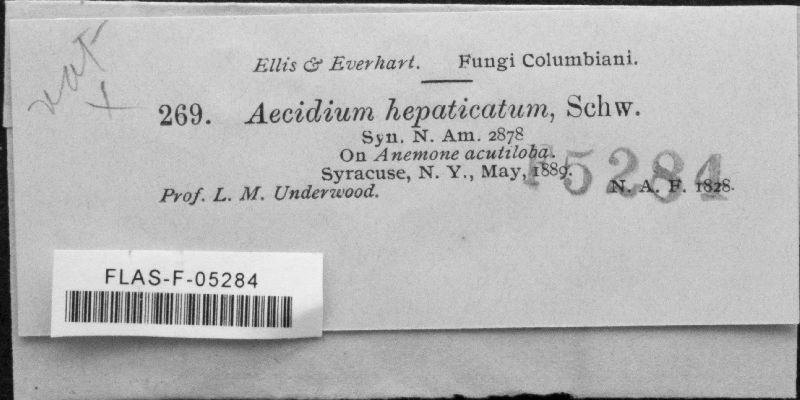 Ellis & Everhart. Fungi Columbiani.
269. Aecidium hepaticatum, Schw.
Syn. N. Am. 2878
On Anemone acutiloba.
Syracuse, N. Y., May, 1889.
F5284
Prof. L. M. Underwood. N. A. F. 1828.
FLAS-F-05284